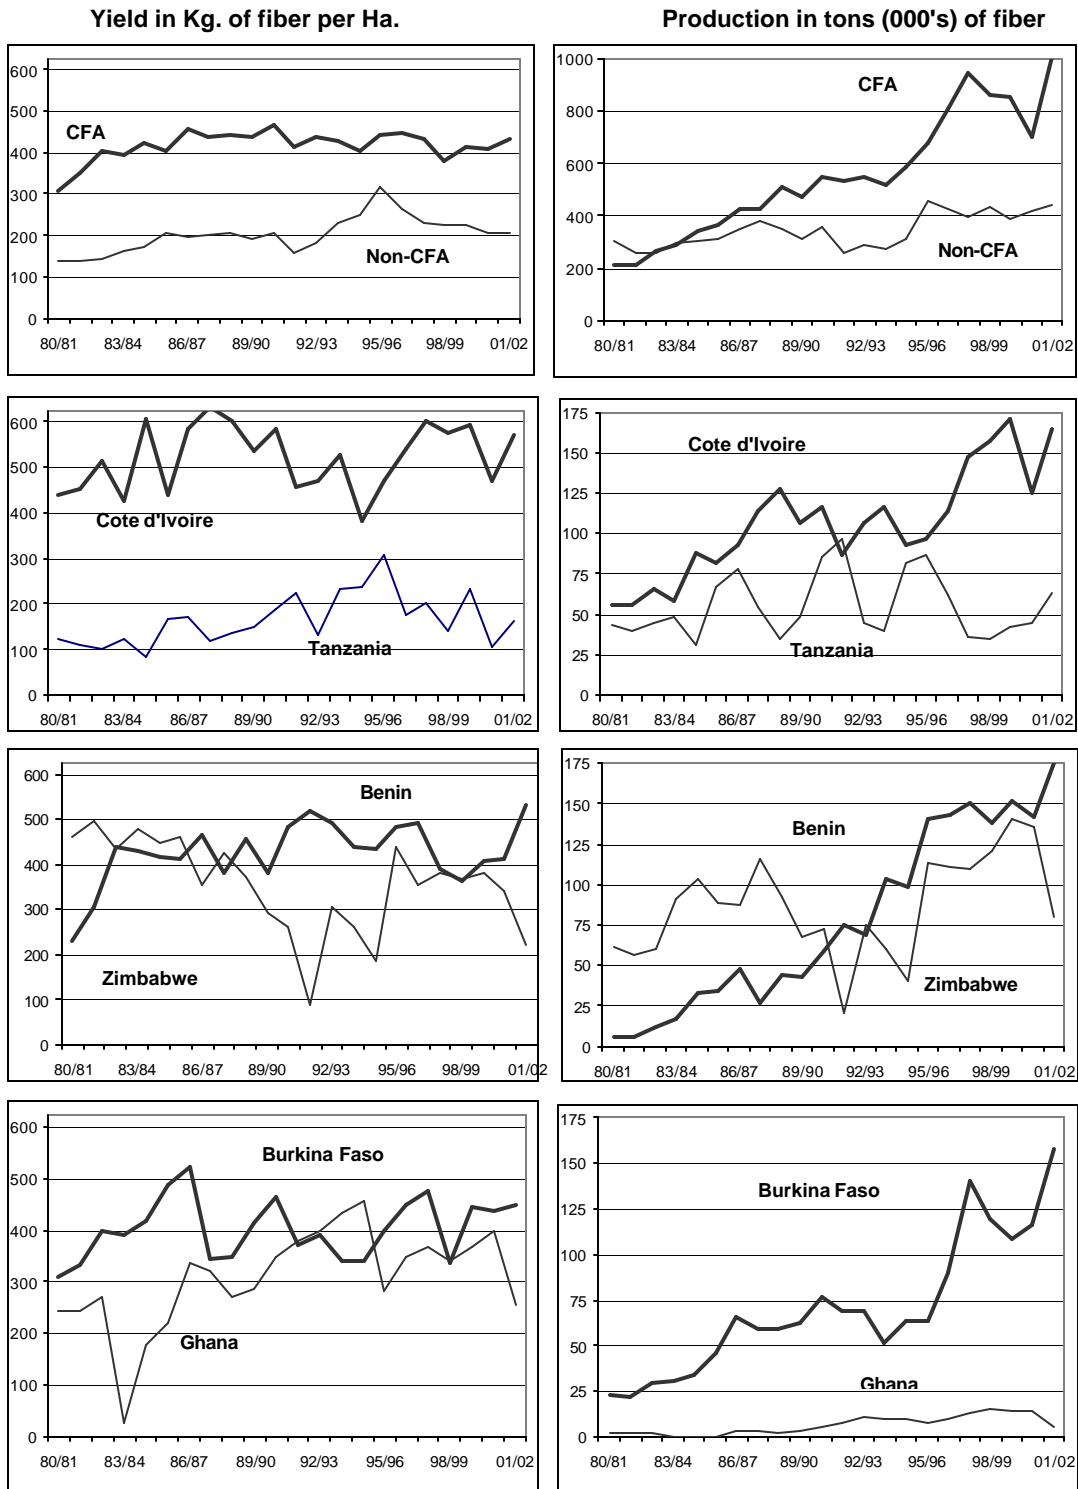 Yield in Kg. of fiber per Ha.
Production in tons (000's) of fiber
600
500
400
300
200
100
0
CFA
Non-CFA
80/81 83/84 86/87 89/90 92/93 95/96 98/99 01/02
1000
800
600
400
200
0
CFA
Non-CFA
80/81 83/84 86/87 89/90 92/93 95/96 98/99 01/02
600
500
400
300
200
100
0
Cote d'Ivoire
Tanzania
80/81 83/84 86/87 89/90 92/93 95/96 98/99 01/02
175
150
125
100
75
50
25
0
Cote d'Ivoire
Tanzania
80/81 83/84 86/87 89/90 92/93 95/96 98/99 01/02
600
500
400
300
200
100
0
Benin
Zimbabwe
80/81 83/84 86/87 89/90 92/93 95/96 98/99 01/02
175
150
125
100
75
50
25
0
Benin
Zimbabwe
80/81 83/84 86/87 89/90 92/93 95/96 98/99 01/02
600
500
400
300
200
100
0
Burkina Faso
Ghana
80/81 83/84 86/87 89/90 92/93 95/96 98/99 01/02
175
150
125
100
75
50
25
0
Burkina Faso
Ghana
80/81 83/84 86/87 89/90 92/93 95/96 98/99 01/02